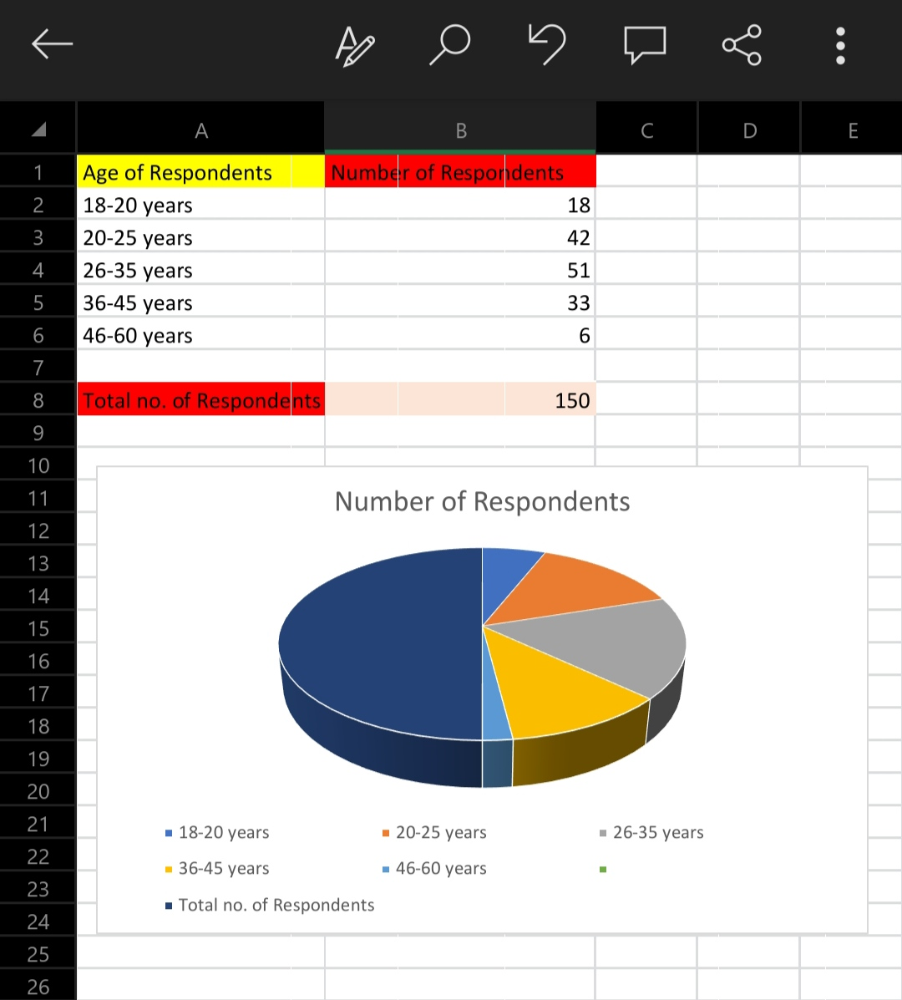 A B C D E
1 Age of Respondents Number of Respondents
2 18-20 years 18
3 20-25 years 42
4 26-35 years 51
5 36-45 years 33
6 46-60 years 6
7
8 Total no. of Respondents 150
9
10
11 Number of Respondents
12
13
14
15
16
17
18
19
20
21 18-20 years 20-25 years 26-35 years
22 36-45 years 46-60 years
23
24 Total no. of Respondents
25
26